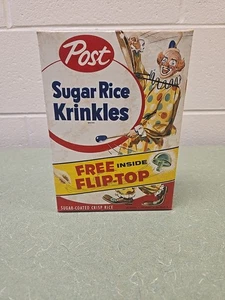 Post
Sugar Rice
Krinkles
FREE INSIDE
FLIP-TOP
SUGAR-COATED CRISP RICE